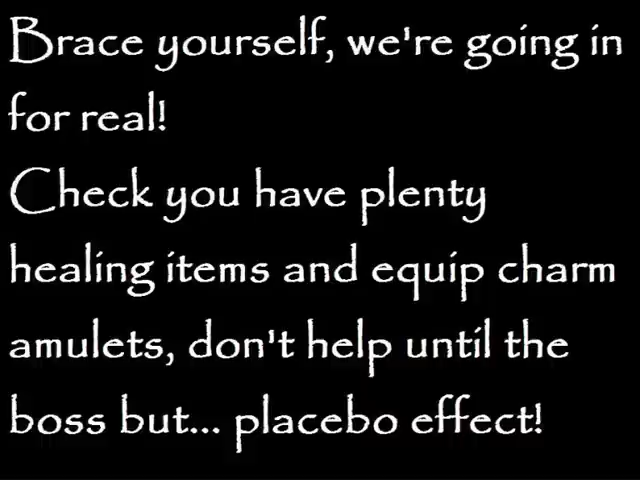 Brace yourself, we're going in
for real!
Check you have plenty
healing items and equip charm
amulets, don't help until the
boss but... placebo effect!